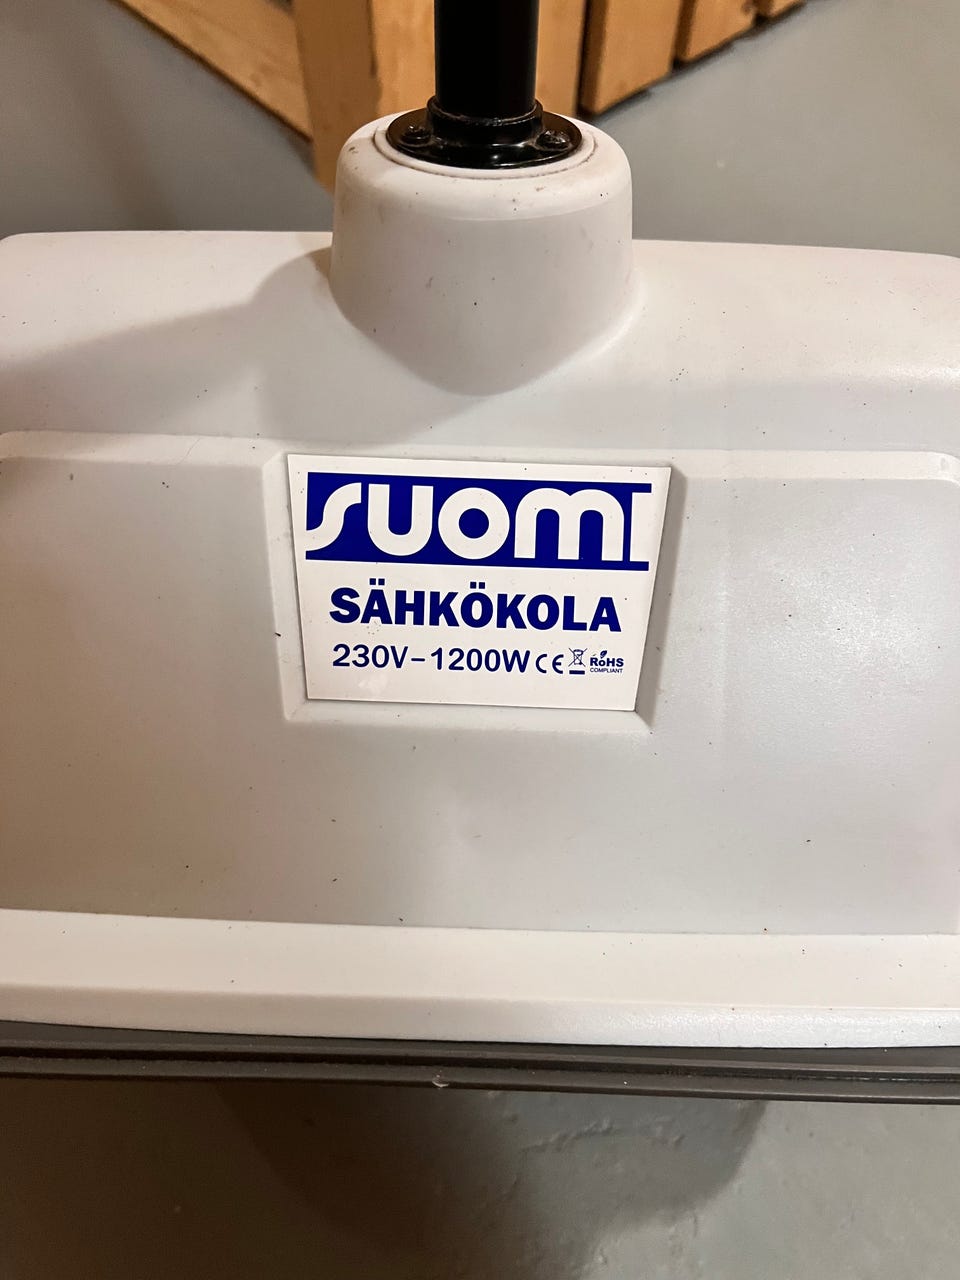 SUOMI
SÄHKÖKOLA
230V-1200W CE RoHS
COMPLIANT